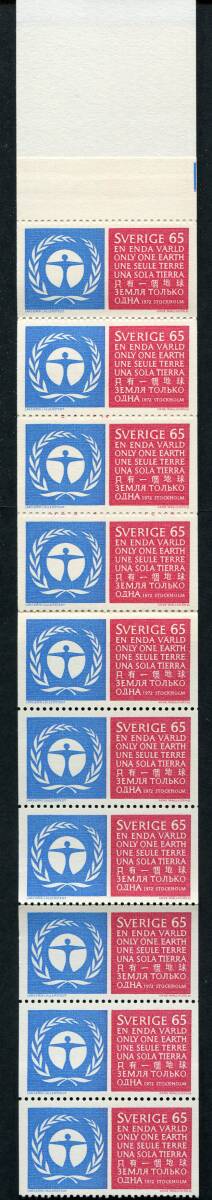 SVERIGE 65
EN ENDA VÄRLD
ONLY ONE EARTH
UNE SEULE TERRE
UNA SOLA TIERRA
只有一個地球
ЗЕМЛЯ ТОЛЬКО
ОДНА 1972 STOCKHOLM
SVERIGE 65
EN ENDA VÄRLD
ONLY ONE EARTH
UNE SEULE TERRE
UNA SOLA TIERRA
只有一個地球
ЗЕМЛЯ ТОЛЬКО
ОДНА 1972 STOCKHOLM
SVERIGE 65
EN ENDA VÄRLD
ONLY ONE EARTH
UNE SEULE TERRE
UNA SOLA TIERRA
只有一個地球
ЗЕМЛЯ ТОЛЬКО
ОДНА 1972 STOCKHOLM
SVERIGE 65
EN ENDA VÄRLD
ONLY ONE EARTH
UNE SEULE TERRE
UNA SOLA TIERRA
只有一個地球
ЗЕМЛЯ ТОЛЬКО
ОДНА 1972 STOCKHOLM
SVERIGE 65
EN ENDA VÄRLD
ONLY ONE EARTH
UNE SEULE TERRE
UNA SOLA TIERRA
只有一個地球
ЗЕМЛЯ ТОЛЬКО
ОДНА 1972 STOCKHOLM
SVERIGE 65
EN ENDA VÄRLD
ONLY ONE EARTH
UNE SEULE TERRE
UNA SOLA TIERRA
只有一個地球
ЗЕМЛЯ ТОЛЬКО
ОДНА 1972 STOCKHOLM
SVERIGE 65
EN ENDA VÄRLD
ONLY ONE EARTH
UNE SEULE TERRE
UNA SOLA TIERRA
只有一個地球
ЗЕМЛЯ ТОЛЬКО
ОДНА 1972 STOCKHOLM
SVERIGE 65
EN ENDA VÄRLD
ONLY ONE EARTH
UNE SEULE TERRE
UNA SOLA TIERRA
只有一個地球
ЗЕМЛЯ ТОЛЬКО
ОДНА 1972 STOCKHOLM
SVERIGE 65
EN ENDA VÄRLD
ONLY ONE EARTH
UNE SEULE TERRE
UNA SOLA TIERRA
只有一個地球
ЗЕМЛЯ ТОЛЬКО
ОДНА 1972 STOCKHOLM
SVERIGE 65
EN ENDA VÄRLD
ONLY ONE EARTH
UNE SEULE TERRE
UNA SOLA TIERRA
只有一個地球
ЗЕМЛЯ ТОЛЬКО
ОДНА 1972 STOCKHOLM